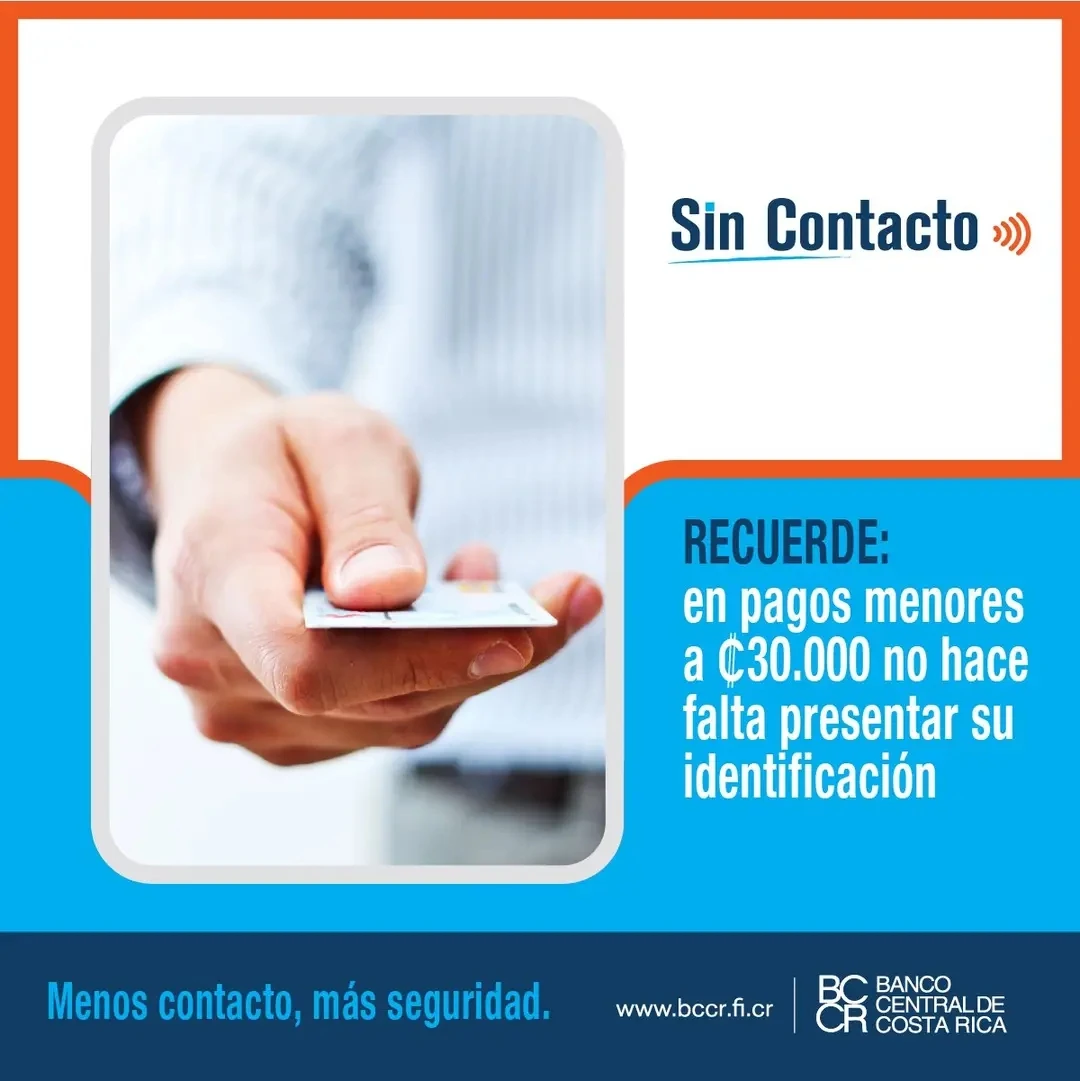 Sin Contacto
RECUERDE:
en pagos menores
a ₡30.000 no hace
falta presentar su
identificación
Menos contacto, más seguridad.
www.bccr.fi.cr
BC
CR
BANCO
CENTRAL DE
COSTA RICA